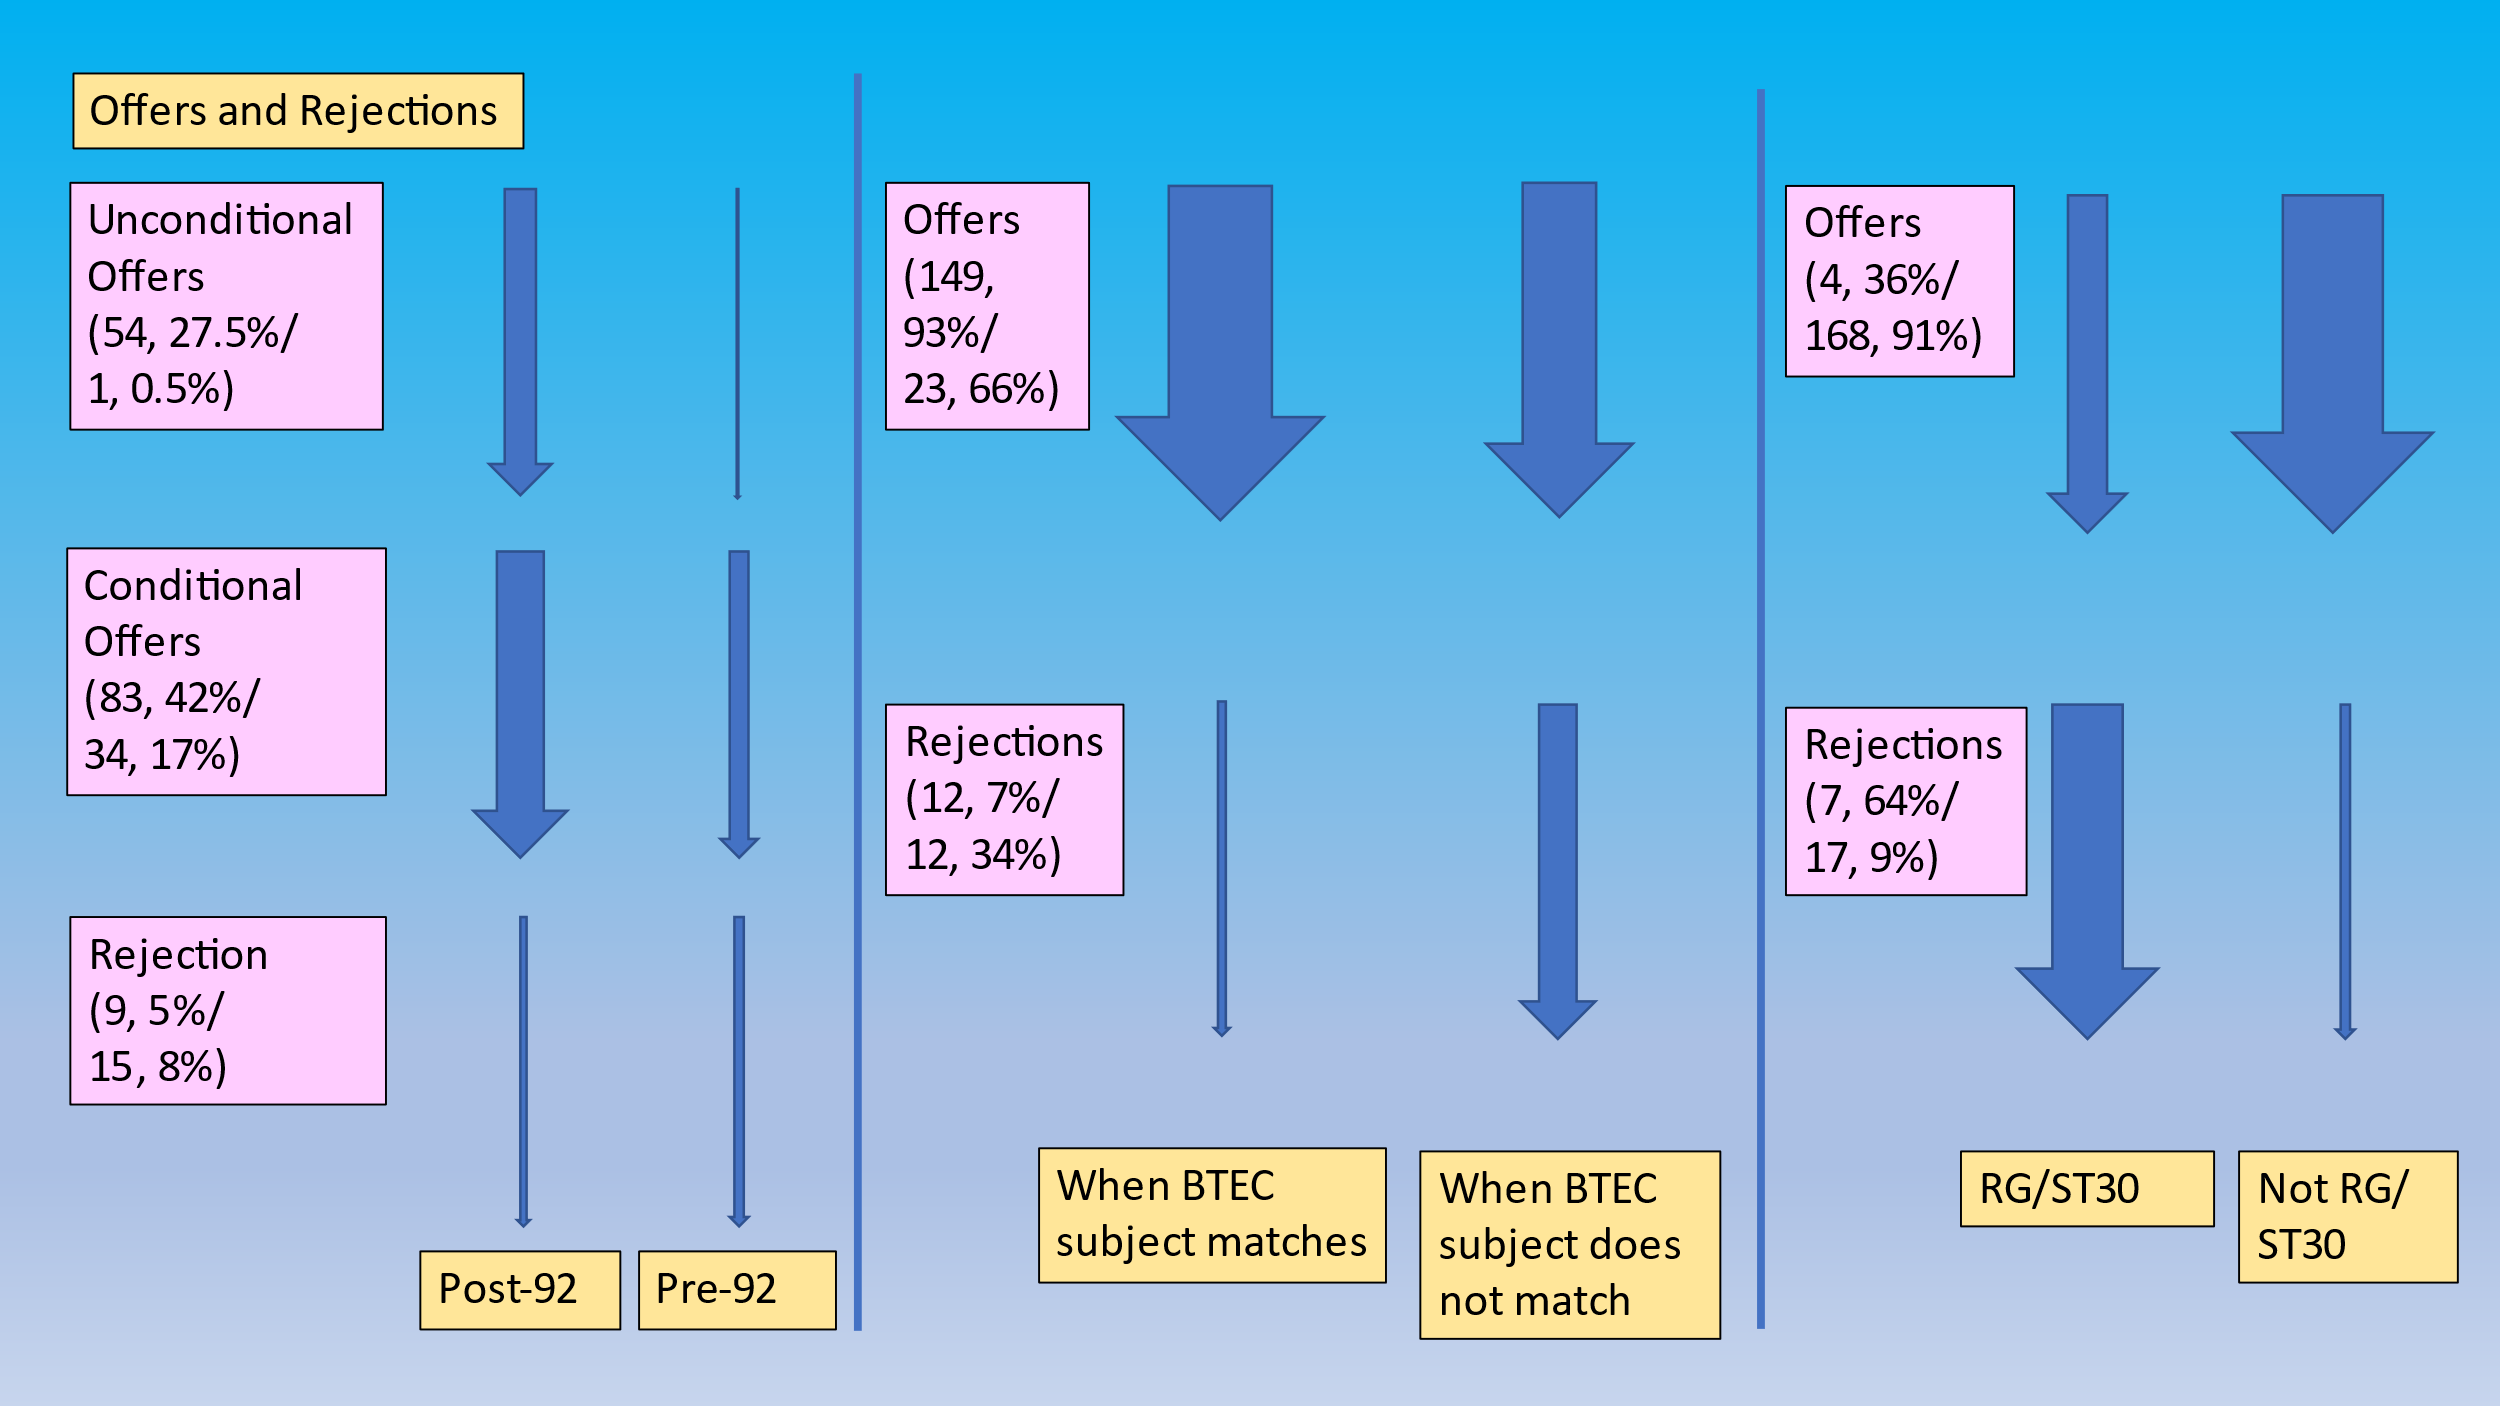 Offers and Rejections
Unconditional
Offers
(54, 27.5%/
1, 0.5%)
Conditional
Offers
(83, 42%/
34, 17%)
Rejection
(9, 5%/
15, 8%)
Post-92
Pre-92
Offers
(149,
93%/
23, 66%)
Rejections
(12, 7%/
12, 34%)
When BTEC
subject matches
When BTEC
subject does
not match
Offers
(4, 36%/
168, 91%)
Rejections
(7, 64%/
17, 9%)
RG/ST30
Not RG/
ST30